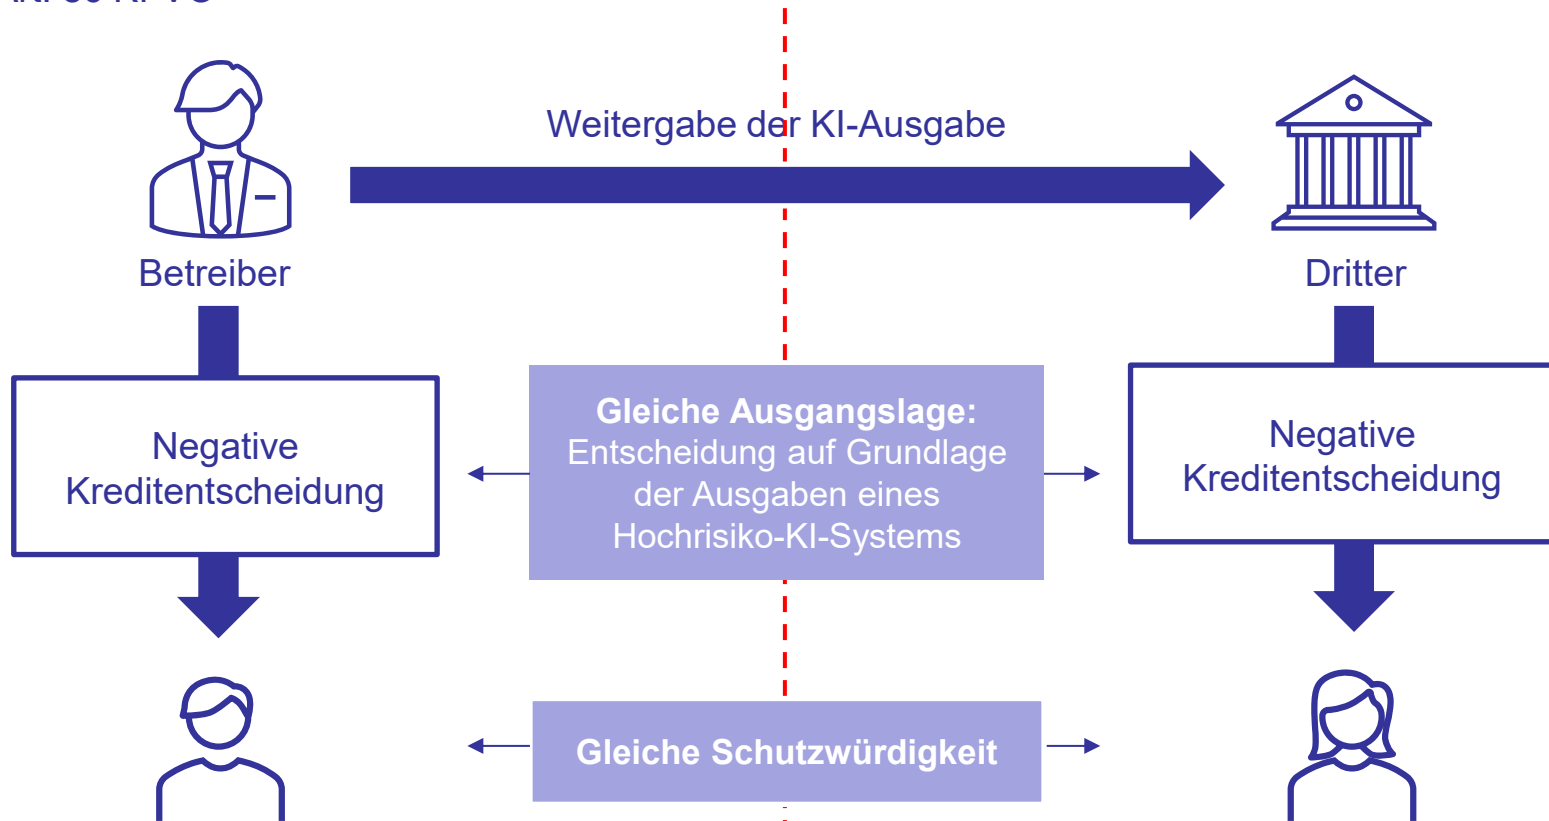 Weitergabe der KI-Ausgabe
Betreiber
Dritter
Negative
Kreditentscheidung
Gleiche Ausgangslage:
Entscheidung auf Grundlage
der Ausgaben eines
Hochrisiko-KI-Systems
Negative
Kreditentscheidung
Gleiche Schutzwürdigkeit